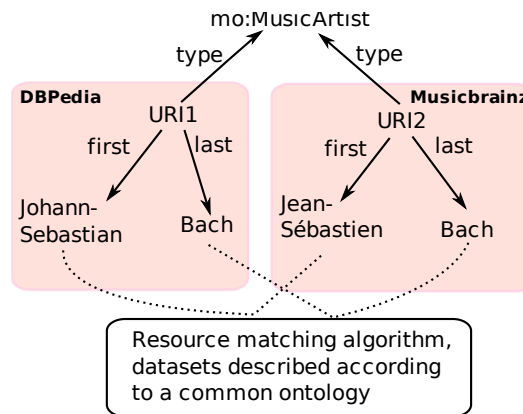 mo:MusicArtist
type
type
DBPedia
Musicbrainz
URI1
URI2
first
last
first
last
Johann-
Sebastian
Bach
Jean-
Sébastien
Bach
Resource matching algorithm,
datasets described according
to a common ontology